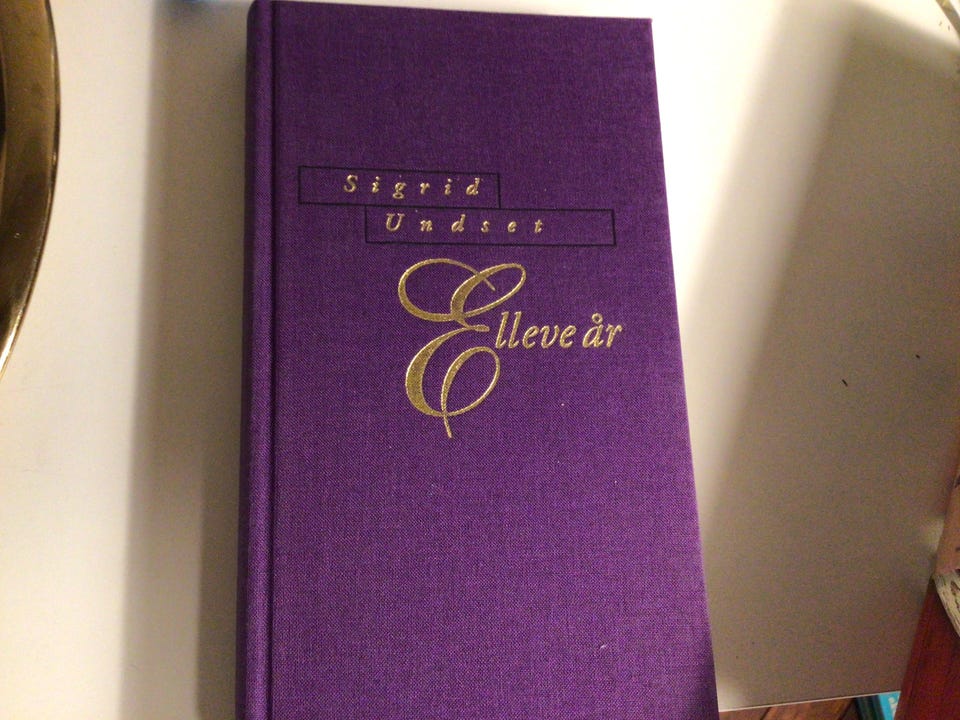 Sigrid
Undset
Elleve år